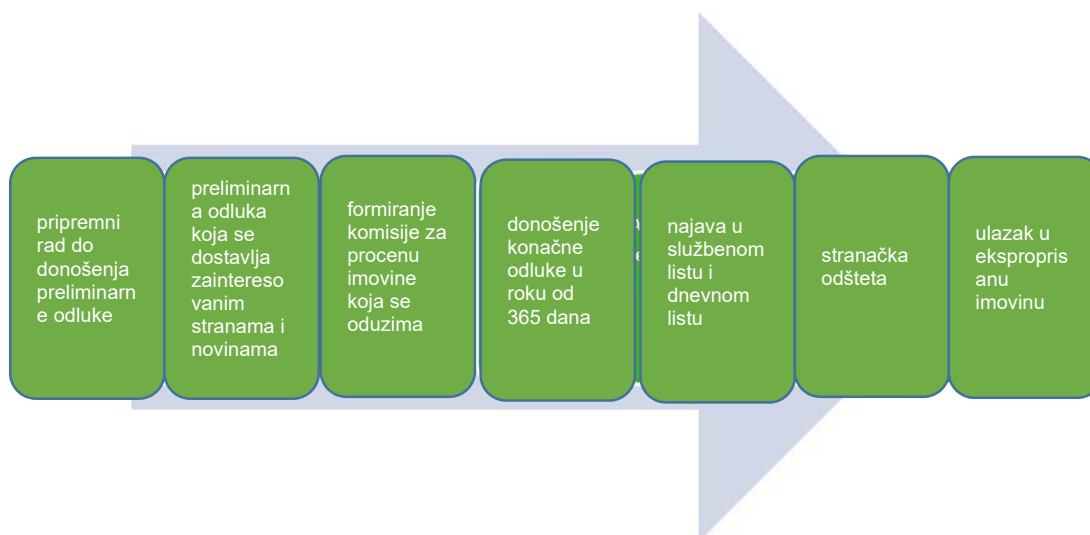 pripremni
rad do
donošenja
preliminarn
e odluke
preliminarn
a odluka
koja se
dostavlja
zaintereso
vanim
stranama i
novinama
formiranje
komisije za
procenu
imovine
koja se
oduzima
donošenje
konačne
odluke u
roku od
365 dana
najava u
službenom
listu i
dnevnom
listu
stranačka
odšteta
ulazak u
ekspropris
anu
imovinu